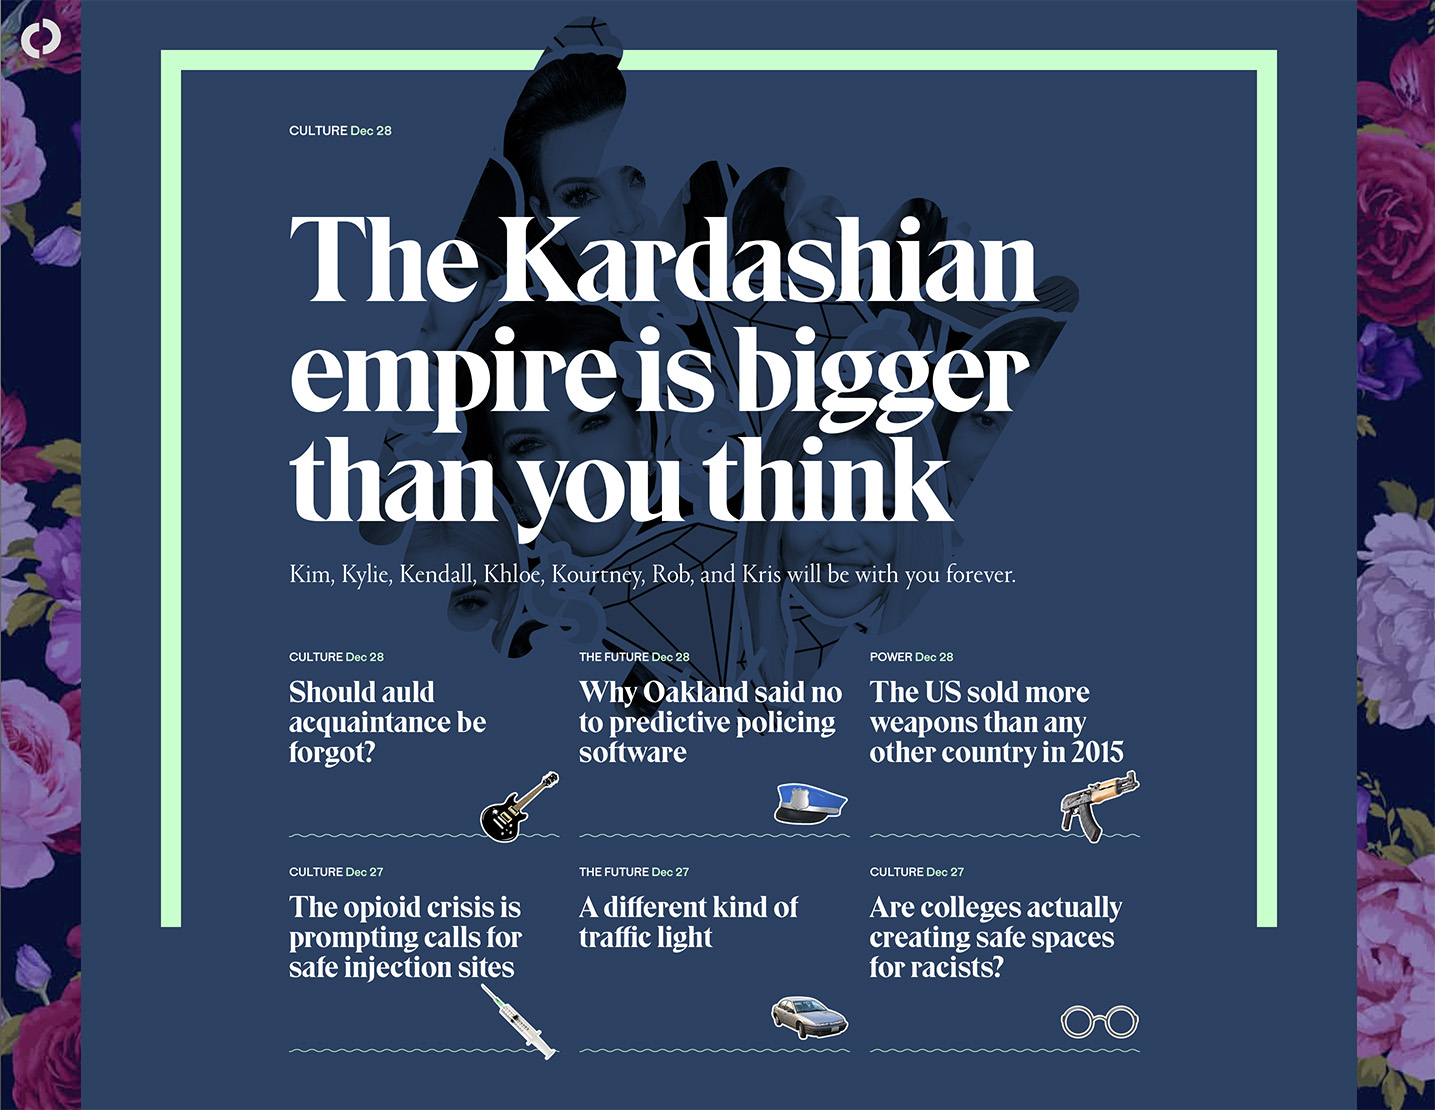 CULTURE Dec 28
The Kardashian
empire is bigger
than you think
Kim, Kylie, Kendall, Khloe, Kourtney, Rob, and Kris will be with you forever.
CULTURE Dec 28
Should auld
acquaintance be
forgot?
THE FUTURE Dec 28
Why Oakland said no
to predictive policing
software
POWER Dec 28
The US sold more
weapons than any
other country in 2015
CULTURE Dec 27
The opioid crisis is
prompting calls for
safe injection sites
THE FUTURE Dec 27
A different kind of
traffic light
CULTURE Dec 27
Are colleges actually
creating safe spaces
for racists?